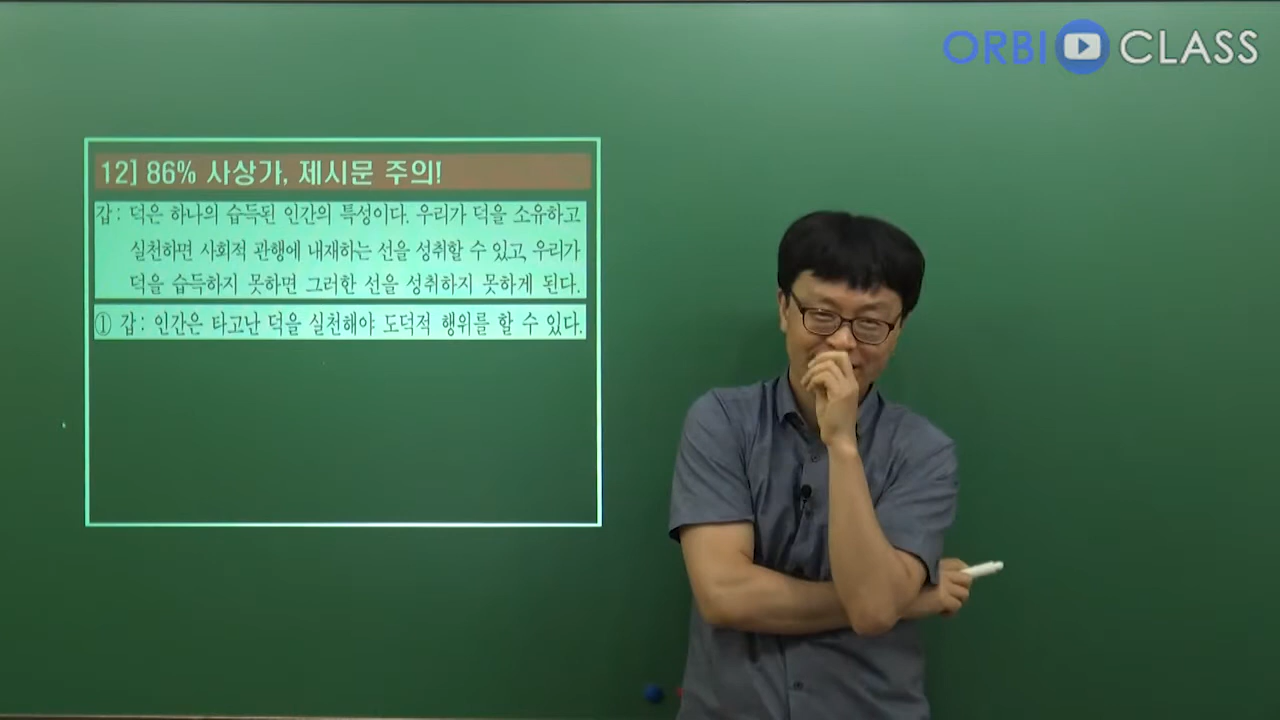 ORBI CLASS
12] 86% 사상가, 제시문 주의!
갑 : 덕은 하나의 습득된 인간의 특성이다. 우리가 덕을 소유하고
실천하면 사회적 관행에 내재하는 선을 성취할 수 있고, 우리가
덕을 습득하지 못하면 그러한 선을 성취하지 못하게 된다.
① 갑 : 인간은 타고난 덕을 실천해야 도덕적 행위를 할 수 있다.